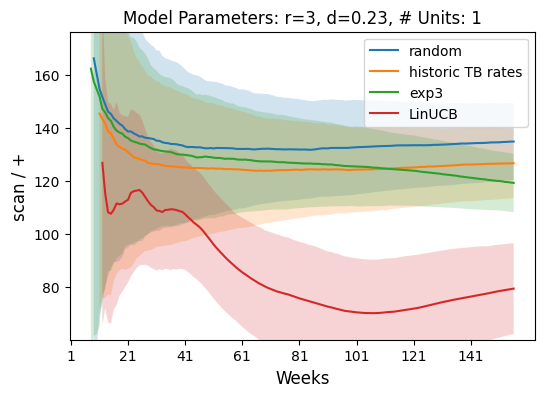 Model Parameters: r=3, d=0.23, # Units: 1
random
historic TB rates
exp3
LinUCB
scan / +
160
140
120
100
80
1 21 41 61 81 101 121 141
Weeks